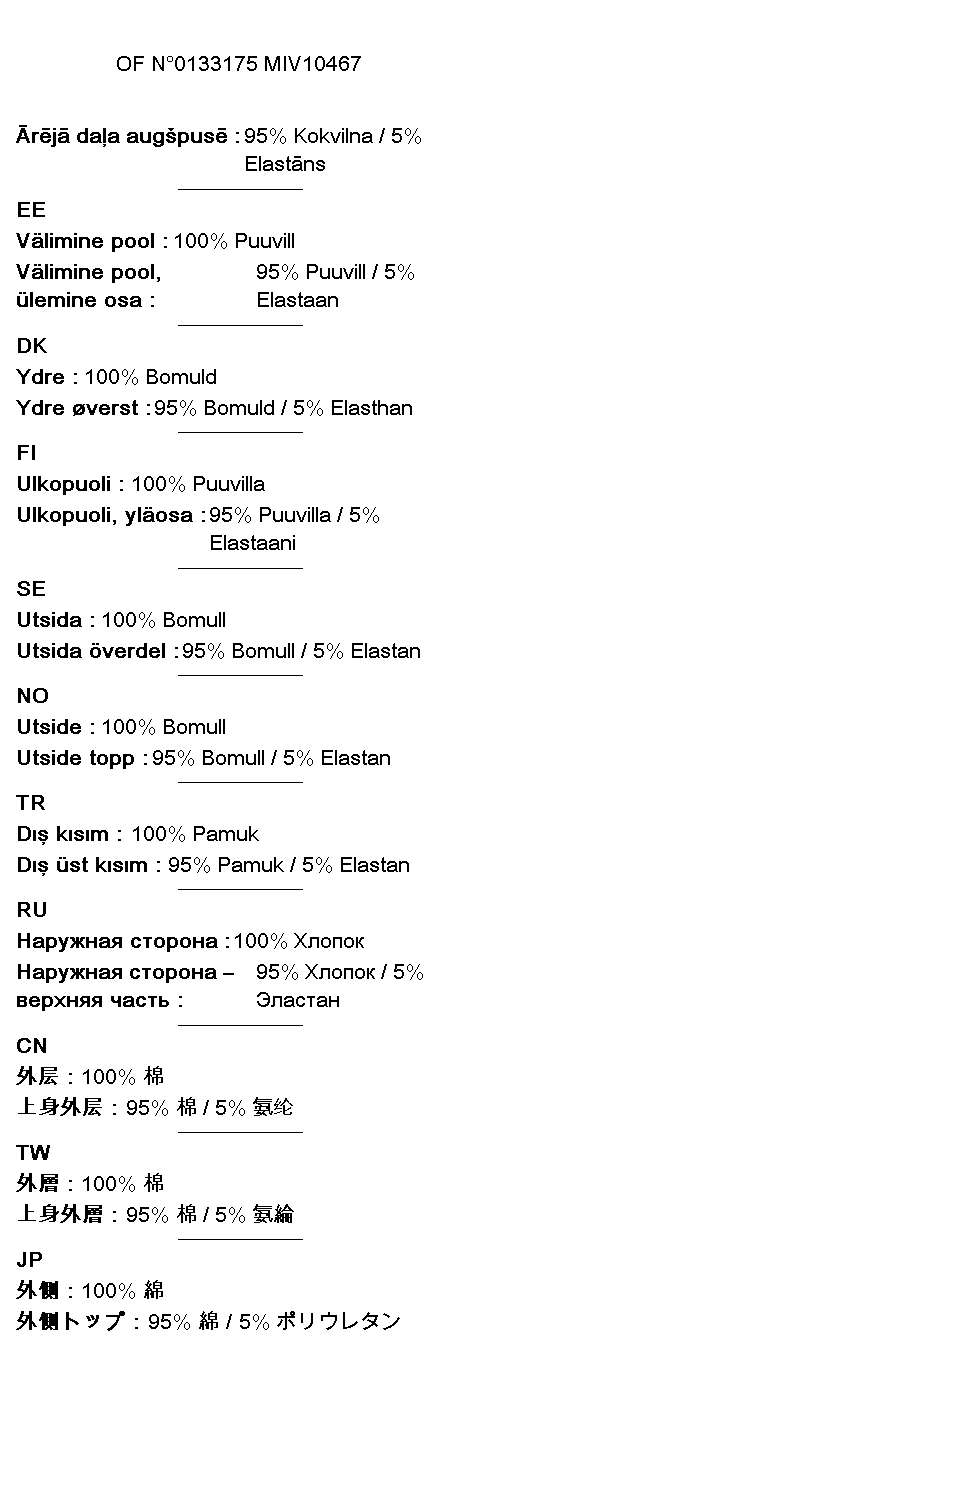 OF N°0133175 MIV10467
Ārējā daļa augšpusē : 95% Kokvilna / 5%
Elastāns
EE
Välimine pool : 100% Puuvill
Välimine pool, 95% Puuvill / 5%
ülemine osa : Elastaan
DK
Ydre : 100% Bomuld
Ydre øverst : 95% Bomuld / 5% Elasthan
FI
Ulkopuoli : 100% Puuvilla
Ulkopuoli, yläosa : 95% Puuvilla / 5%
Elastaani
SE
Utsida : 100% Bomull
Utsida överdel : 95% Bomull / 5% Elastan
NO
Utside : 100% Bomull
Utside topp : 95% Bomull / 5% Elastan
TR
Dış kısım : 100% Pamuk
Dış üst kısım : 95% Pamuk / 5% Elastan
RU
Наружная сторона : 100% Хлопок
Наружная сторона – 95% Хлопок / 5%
верхняя часть : Эластан
CN
外层 : 100% 棉
上身外层 : 95% 棉 / 5% 氨纶
TW
外層 : 100% 棉
上身外層 : 95% 棉 / 5% 氨綸
JP
外側 : 100% 綿
外側トップ : 95% 綿 / 5% ポリウレタン